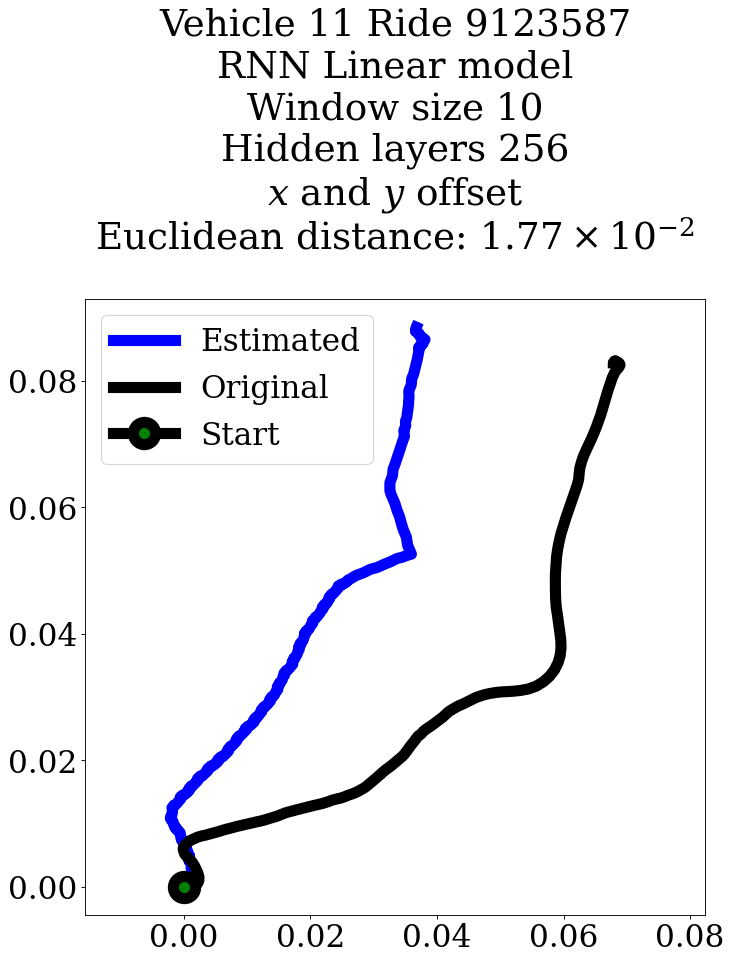 Vehicle 11 Ride 9123587
RNN Linear model
Window size 10
Hidden layers 256
x and y offset
Euclidean distance: 1.77 × 10⁻²
Estimated
Original
Start
0.08
0.06
0.04
0.02
0.00
0.00 0.02 0.04 0.06 0.08